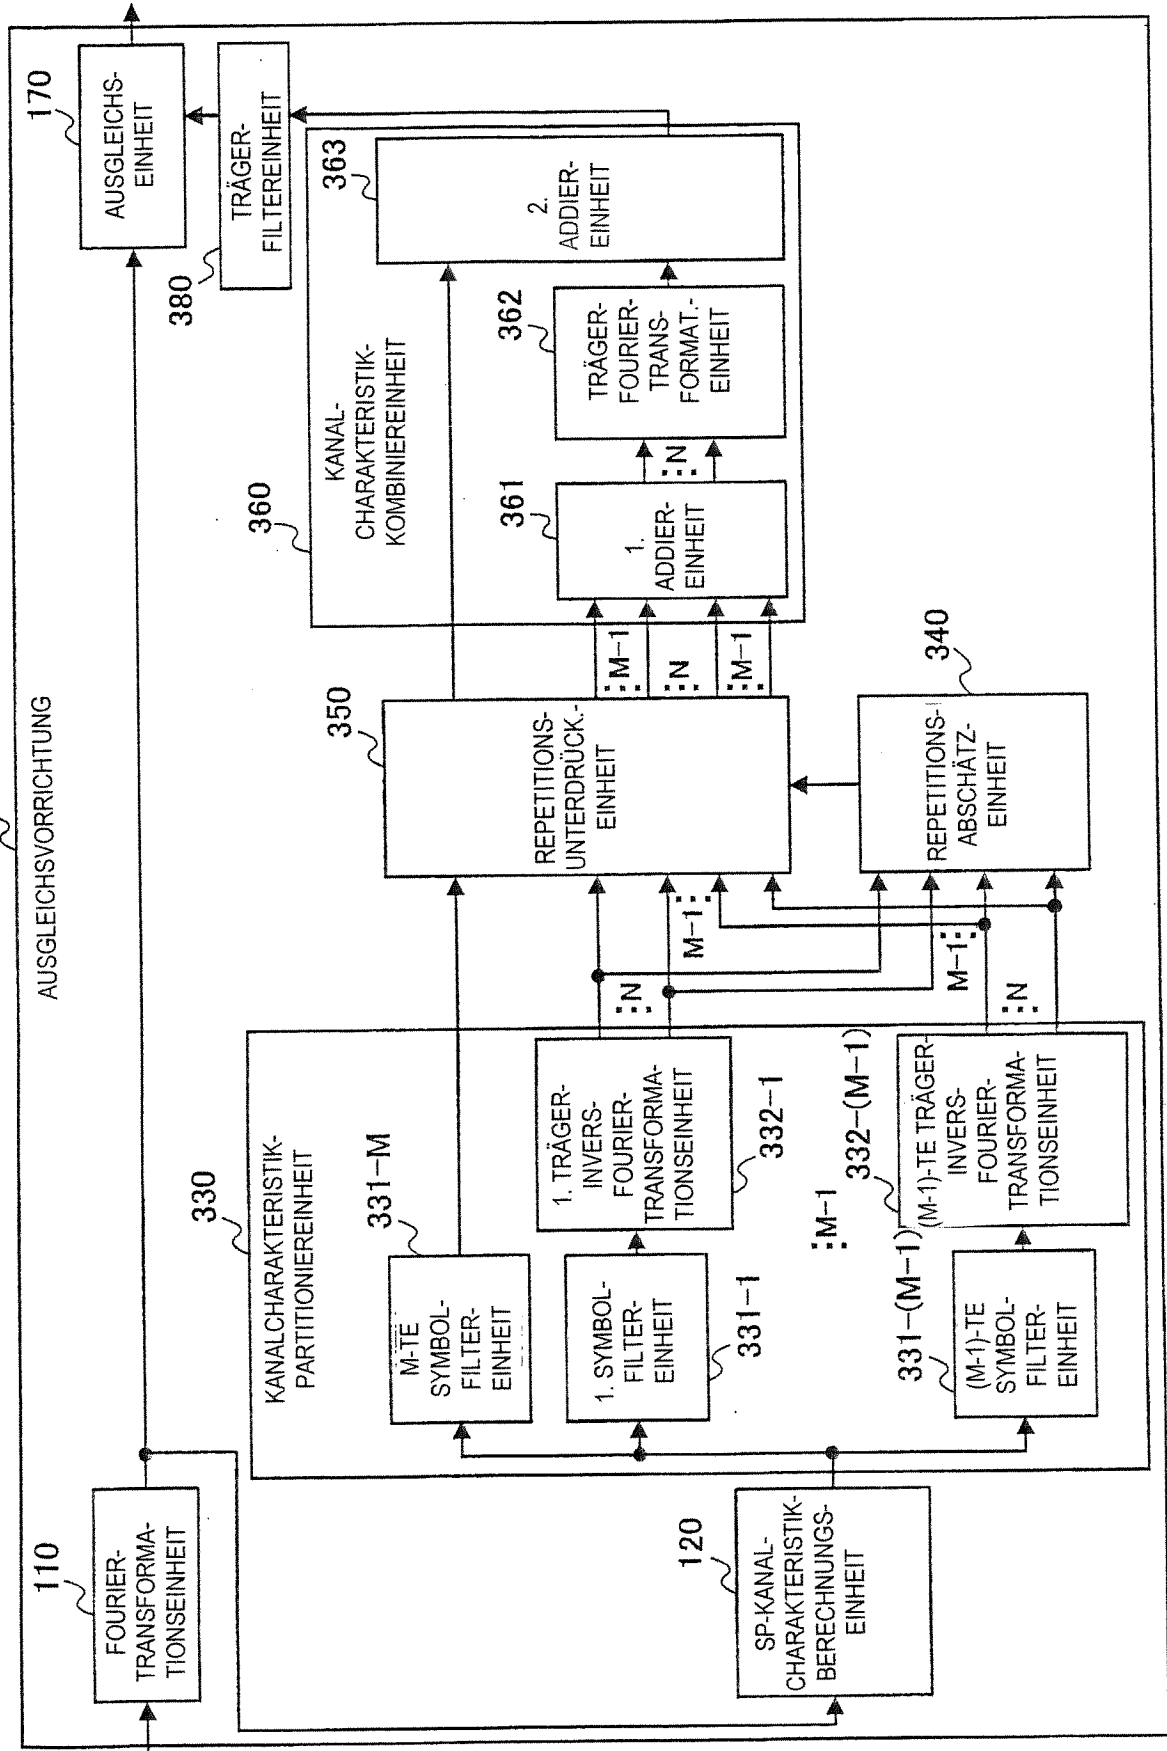 AUSGLEICHSVORRICHTUNG
110
FOURIER-
TRANSFORMA-
TIONSEINHEIT
170
AUSGLEICHS-
EINHEIT
380
TRÄGER-
FILTEREINHEIT
120
SP-KANAL-
CHARAKTERISTIK-
BERECHNUNGS-
EINHEIT
330
KANALCHARAKTERISTIK-
PARTITIONIEREINHEIT
331-M
M-TE
SYMBOL-
FILTER-
EINHEIT
1. SYMBOL-
FILTER-
EINHEIT
331-1
1. TRÄGER-
INVERS-
FOURIER-
TRANSFORMA-
TIONSEINHEIT
332-1
M-1
331-(M-1)
(M-1)-TE
SYMBOL-
FILTER-
EINHEIT
332-(M-1)
(M-1)-TE TRÄGER-
INVERS-
FOURIER-
TRANSFORMA-
TIONSEINHEIT
N
M-1
M-1
N
350
REPETITIONS-
UNTERDRÜCK.-
EINHEIT
340
REPETITIONS-
ABSCHÄTZ-
EINHEIT
M-1
N
M-1
360
KANAL-
CHARAKTERISTIK-
KOMBINIEREINHEIT
361
1.
ADDIER-
EINHEIT
N
362
TRÄGER-
FOURIER-
TRANS-
FORMAT.-
EINHEIT
363
2.
ADDIER-
EINHEIT